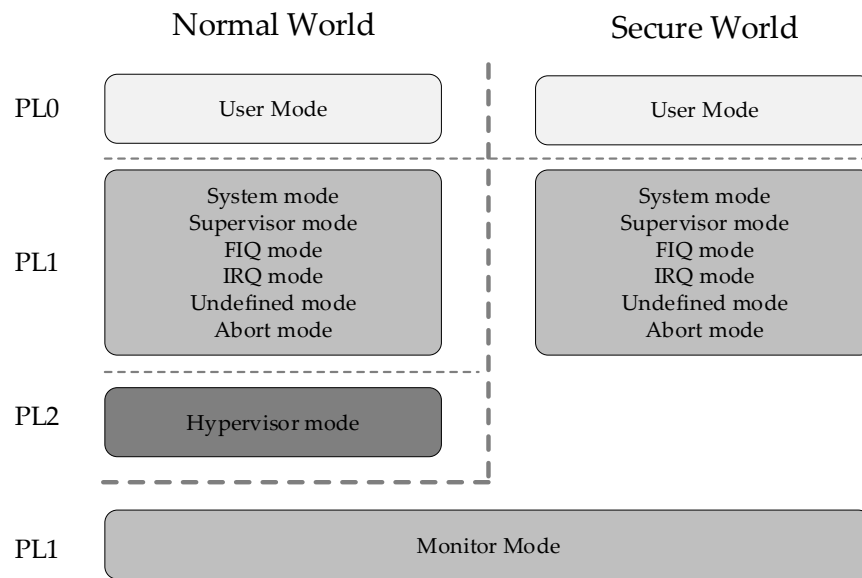 Normal World
Secure World
PL0
User Mode
User Mode
PL1
System mode
Supervisor mode
FIQ mode
IRQ mode
Undefined mode
Abort mode
System mode
Supervisor mode
FIQ mode
IRQ mode
Undefined mode
Abort mode
PL2
Hypervisor mode
PL1
Monitor Mode